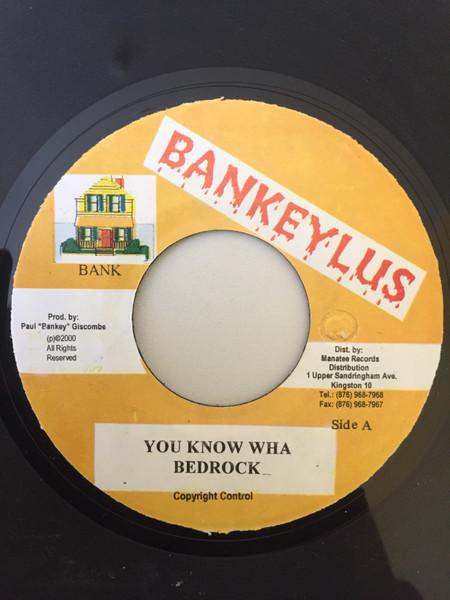 BANKEYLUS
BANK
Prod. by:
Paul "Bankey" Giscombe
(p)©2000
All Rights
Reserved
Dist. by:
Manatee Records
Distribution
1 Upper Sandringham Ave.
Kingston 10
Tel.: (876) 968-7968
Fax: (876) 968-7967
Side A
YOU KNOW WHA
BEDROCK
Copyright Control